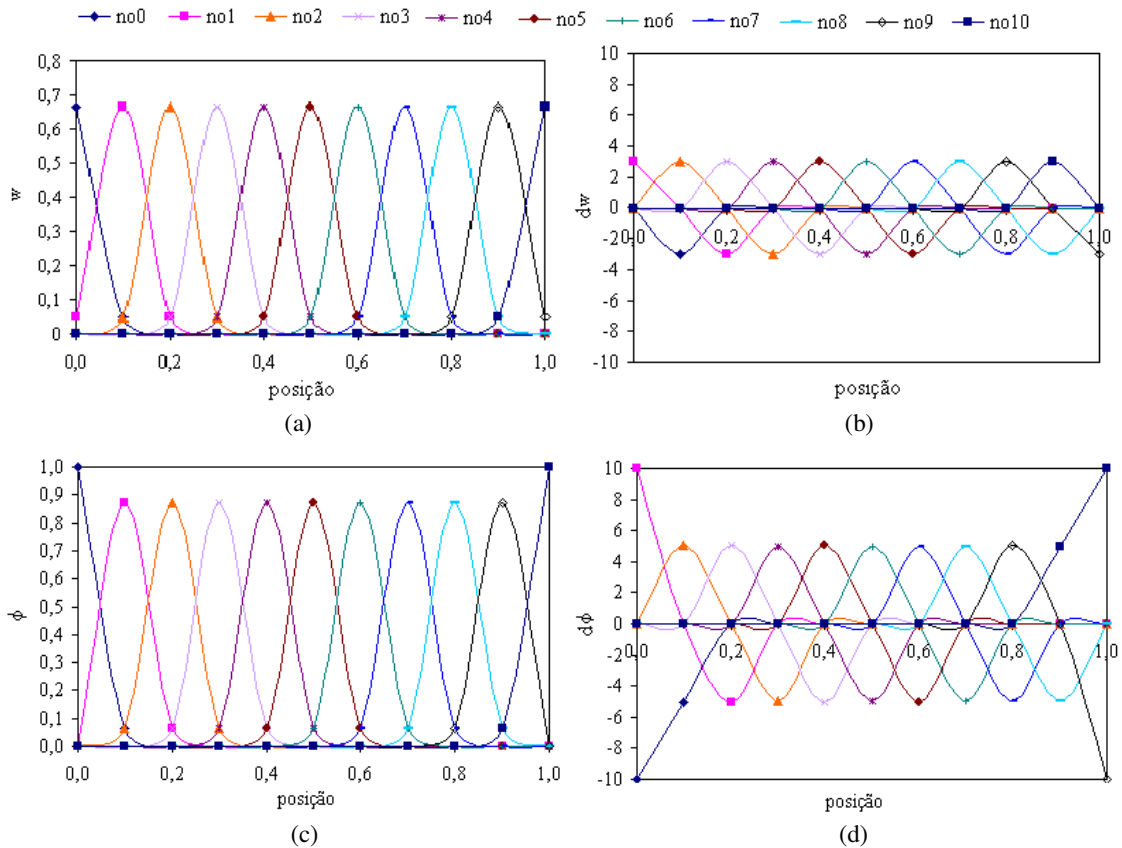 no0 no1 no2 no3 no4 no5 no6 no7 no8 no9 no10
0,8
0,7
0,6
0,5
0,4
0,3
0,2
0,1
0
w
0,0 0,2 0,4 0,6 0,8 1,0
posição
(a)
10
8
6
4
2
0
-2
-4
-6
-8
-10
dw
0,0 0,2 0,4 0,6 0,8 1,0
posição
(b)
1,0
0,9
0,8
0,7
0,6
0,5
0,4
0,3
0,2
0,1
0,0
ϕ
0,0 0,2 0,4 0,6 0,8 1,0
posição
(c)
10
8
6
4
2
0
-2
-4
-6
-8
-10
dϕ
0,0 0,2 0,4 0,6 0,8 1,0
posição
(d)